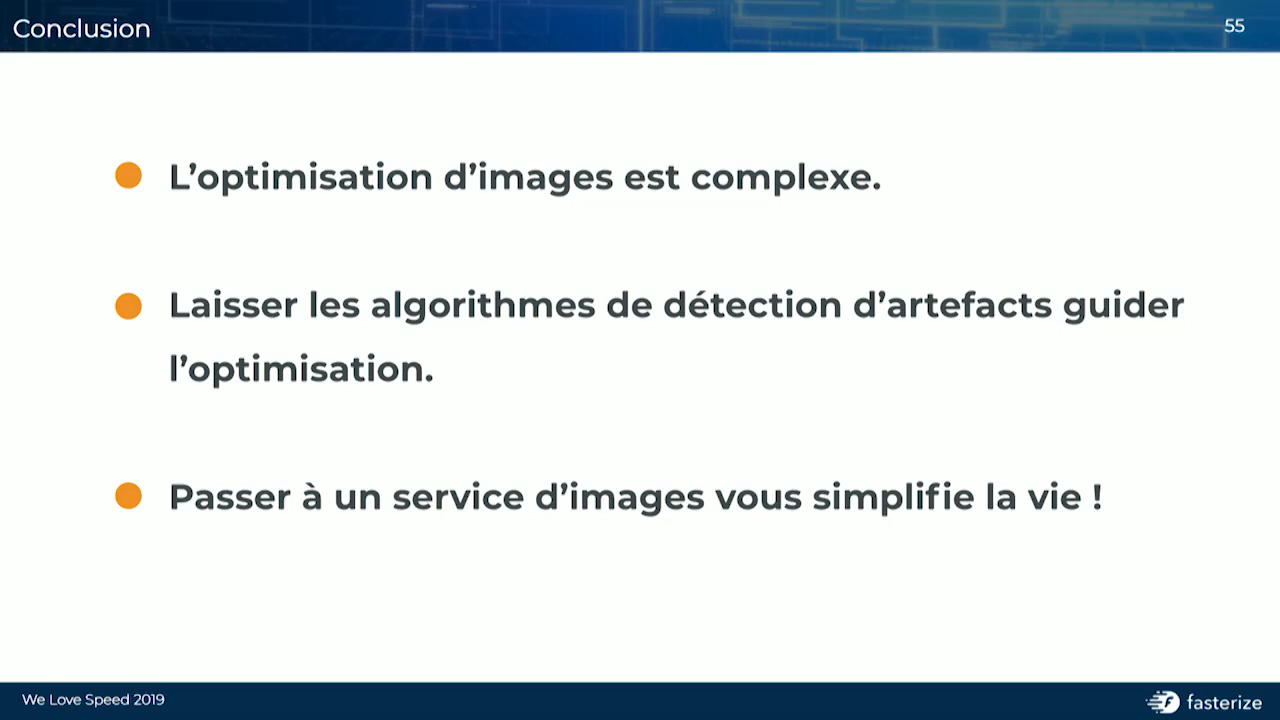 Conclusion
55
L’optimisation d’images est complexe.
Laisser les algorithmes de détection d’artefacts guider
l’optimisation.
Passer à un service d’images vous simplifie la vie !
We Love Speed 2019
fasterize